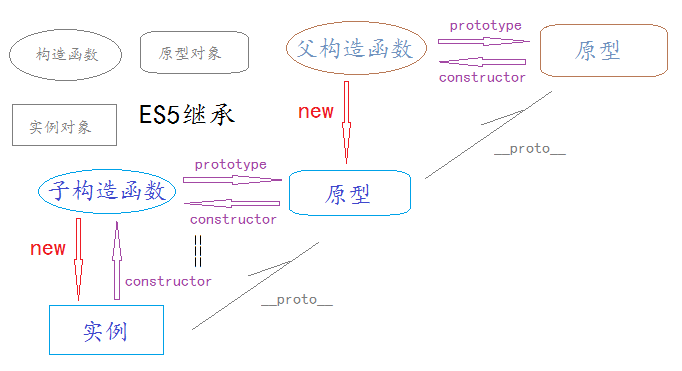 构造函数
原型对象
父构造函数
prototype
constructor
原型
实例对象
ES5继承
new
__proto__
子构造函数
prototype
constructor
原型
new
constructor
__proto__
实例